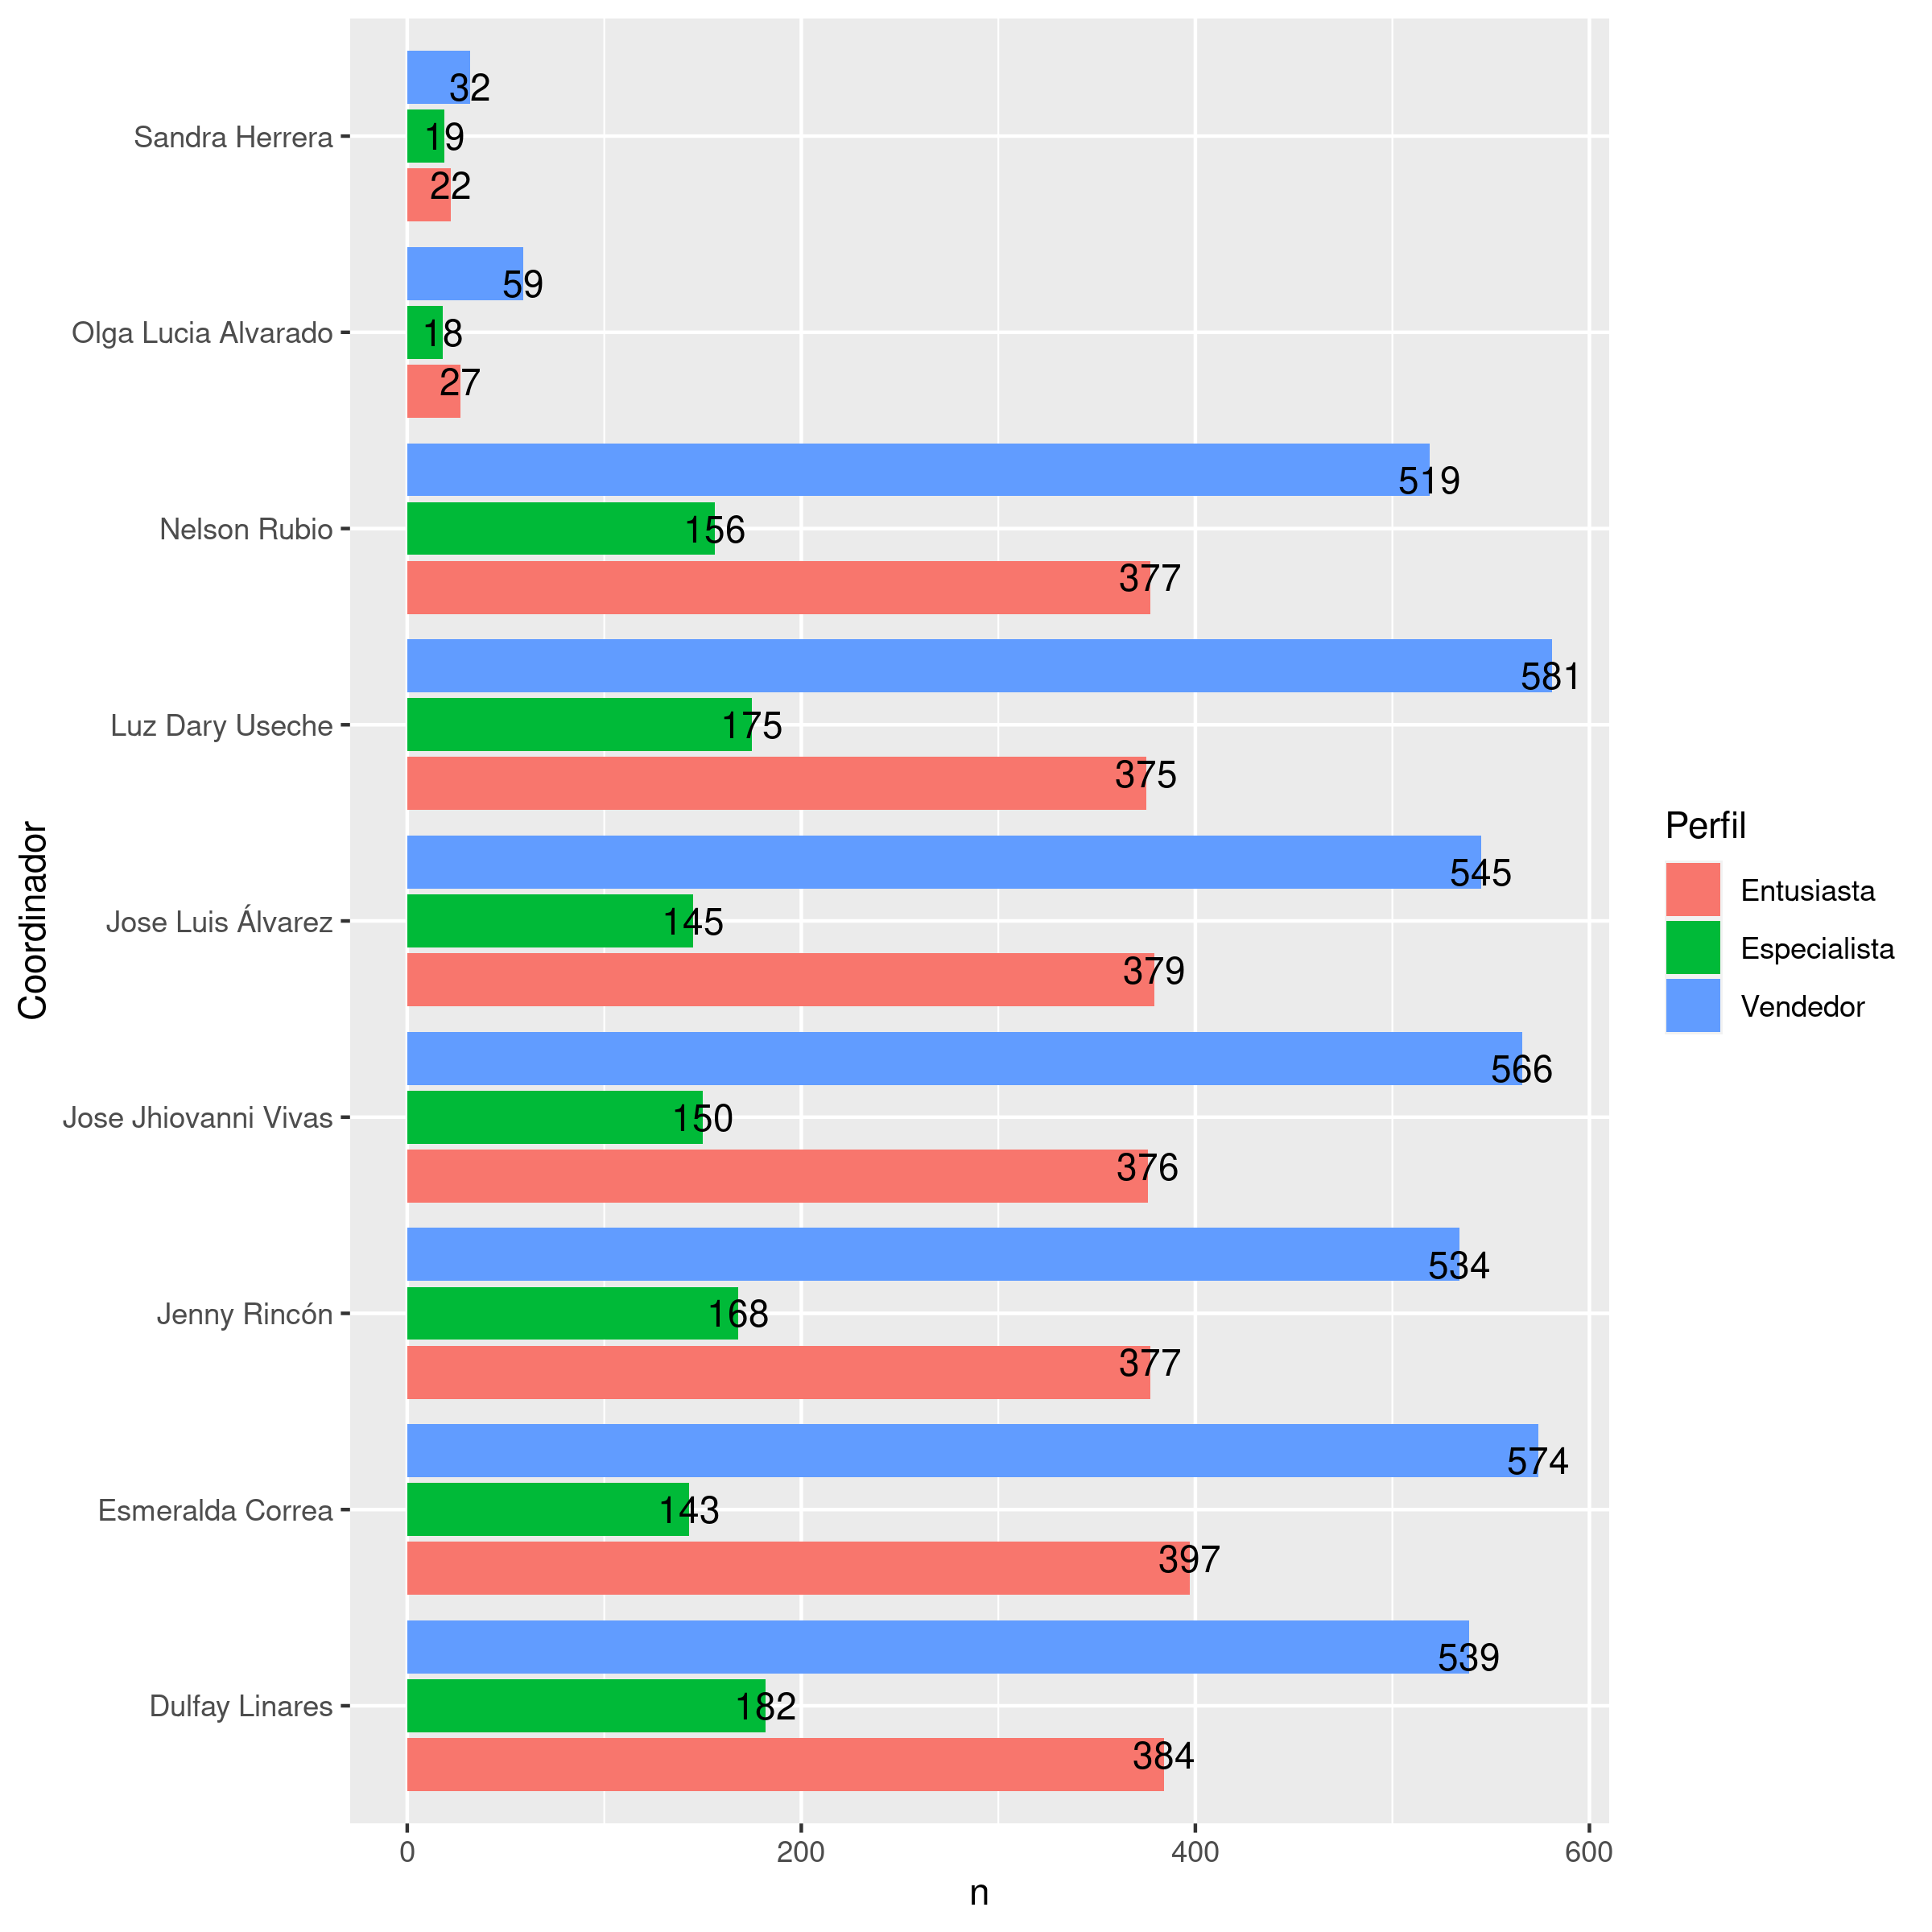 Sandra Herrera
32
19
22
Olga Lucia Alvarado
59
18
27
Nelson Rubio
519
156
377
Luz Dary Useche
581
175
375
Jose Luis Álvarez
545
145
379
Jose Jhiovanni Vivas
566
150
376
Jenny Rincón
534
168
377
Esmeralda Correa
574
143
397
Dulfay Linares
539
182
384
0 200 400 600
n
Coordinador
Perfil
Entusiasta
Especialista
Vendedor